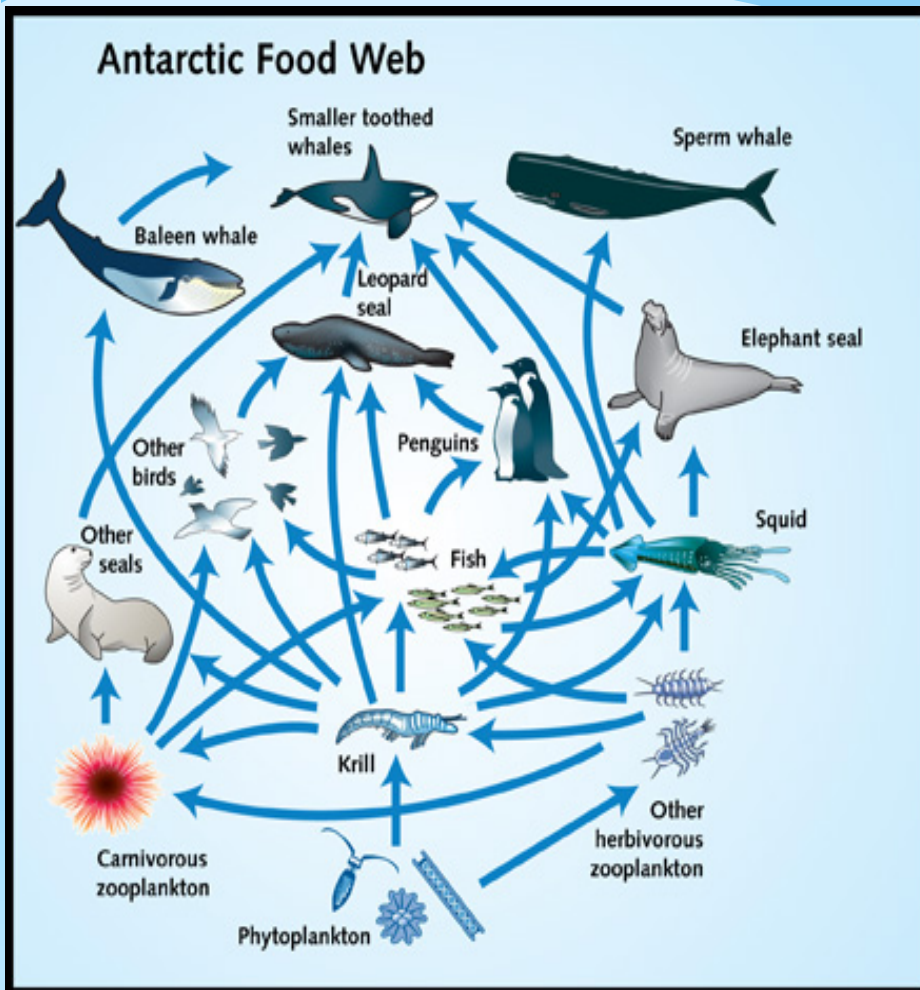 Antarctic Food Web
Smaller toothed
whales
Sperm whale
Baleen whale
Leopard
seal
Elephant seal
Other
birds
Penguins
Squid
Other
seals
Fish
Krill
Other
herbivorous
zooplankton
Carnivorous
zooplankton
Phytoplankton